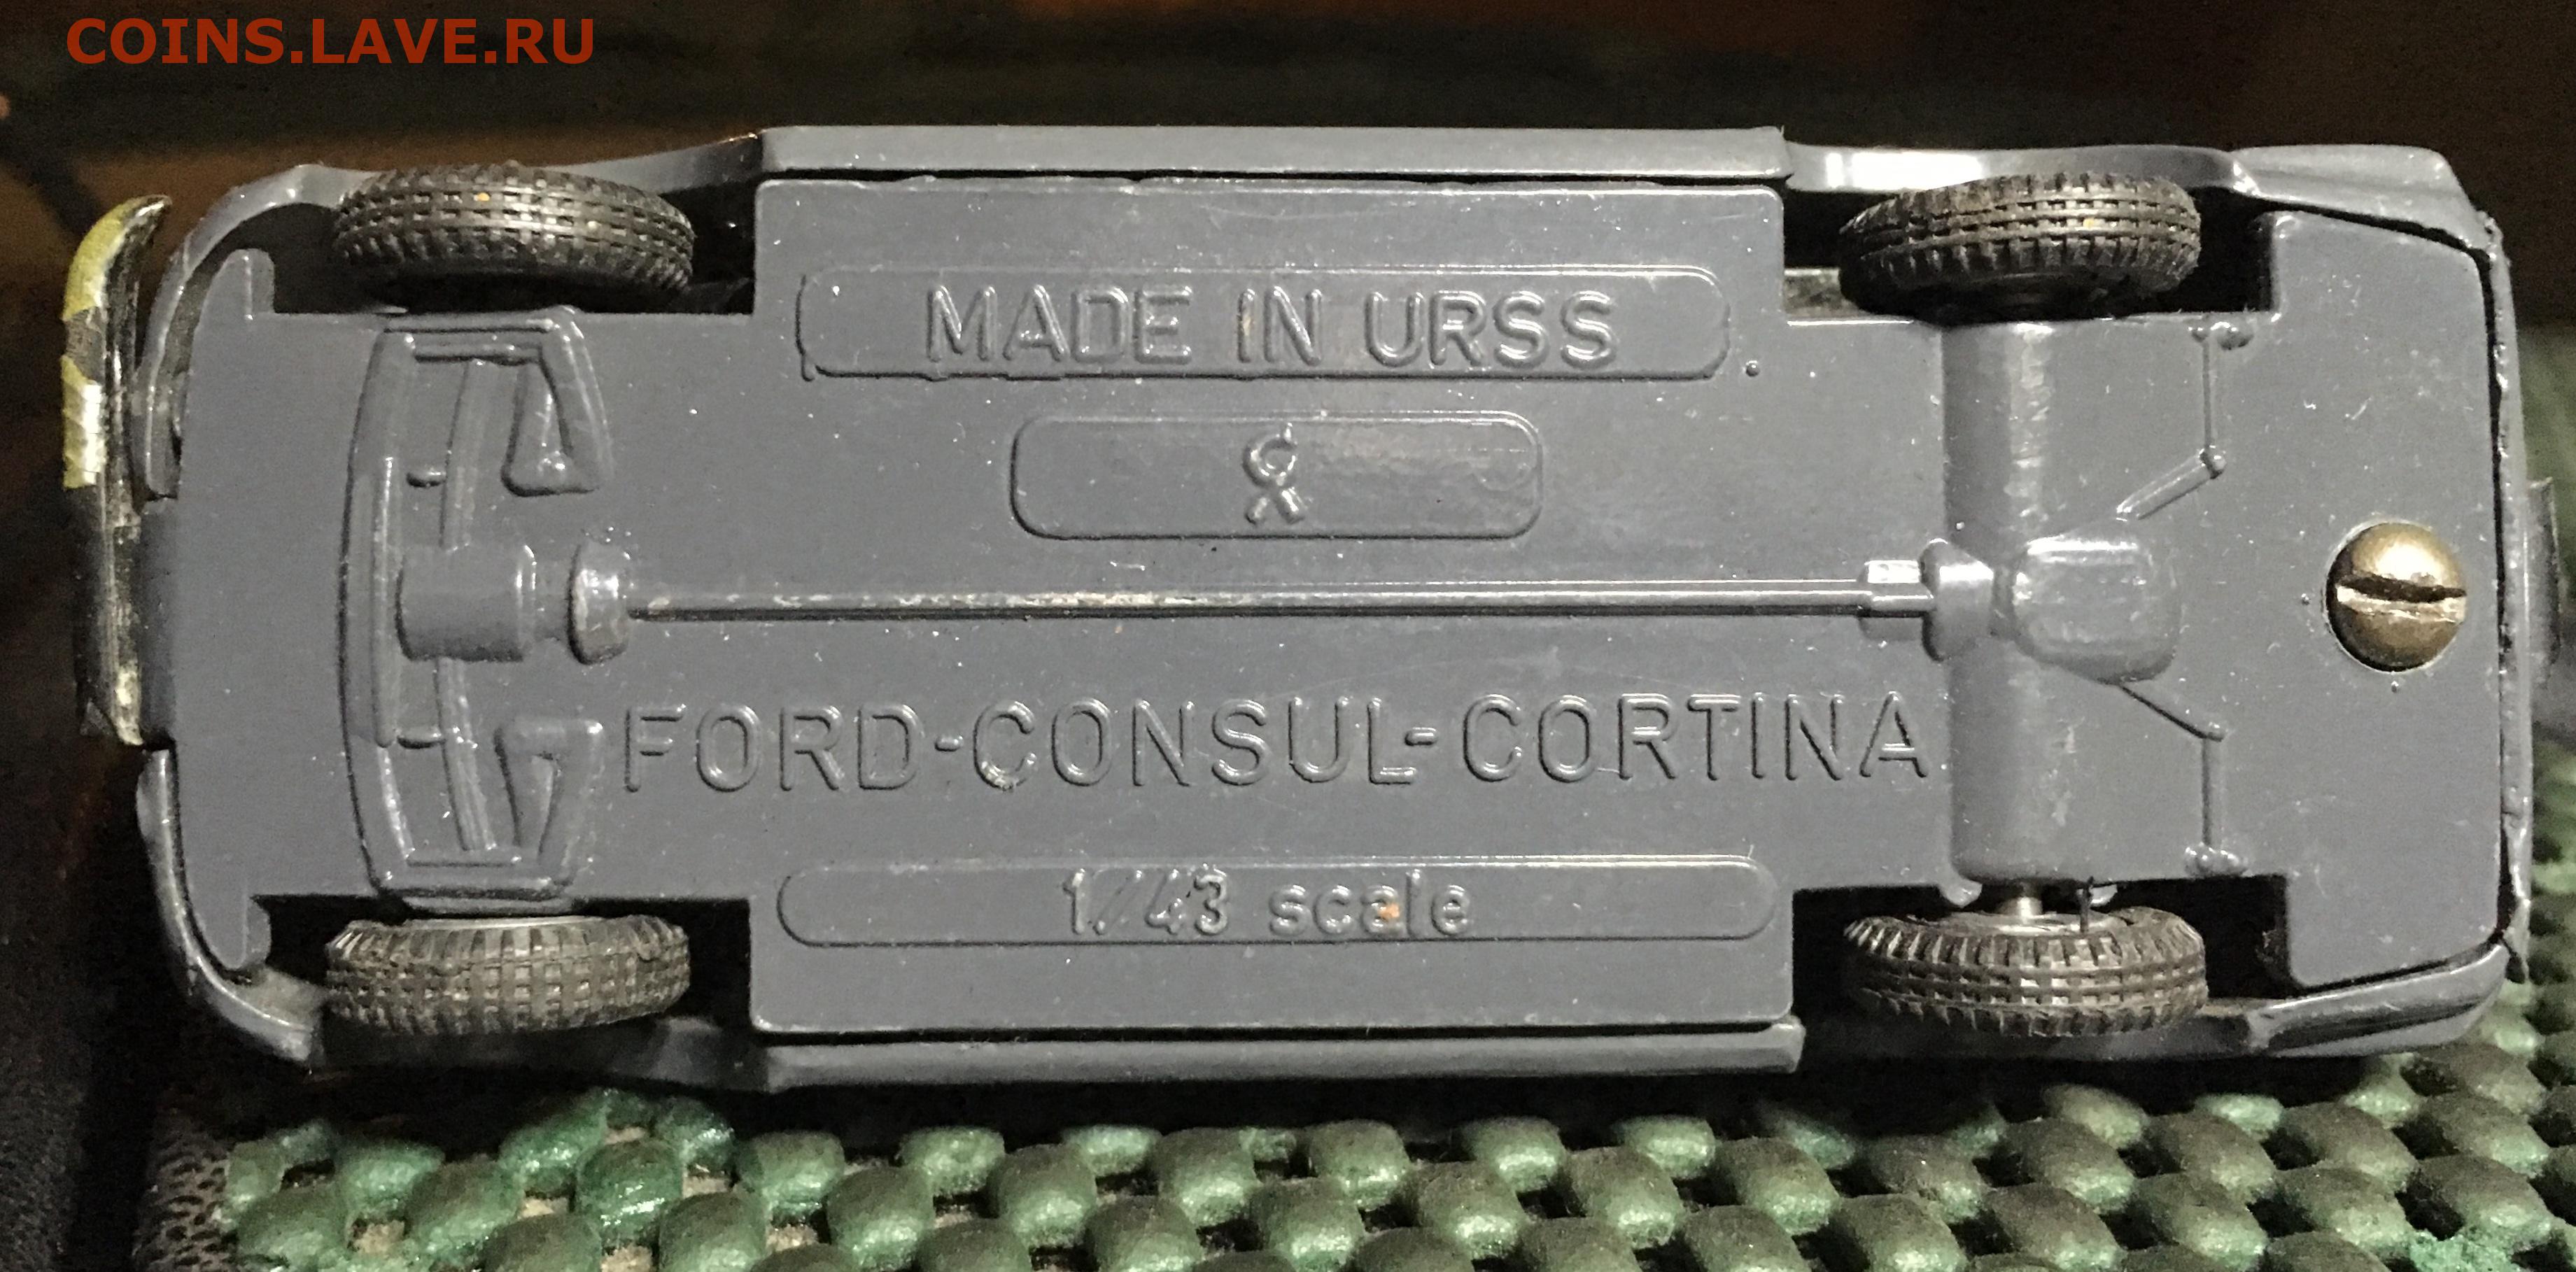 COINS.LAVE.RU
MADE IN URSS
FORD-CONSUL-CORTINA
1/43 scale